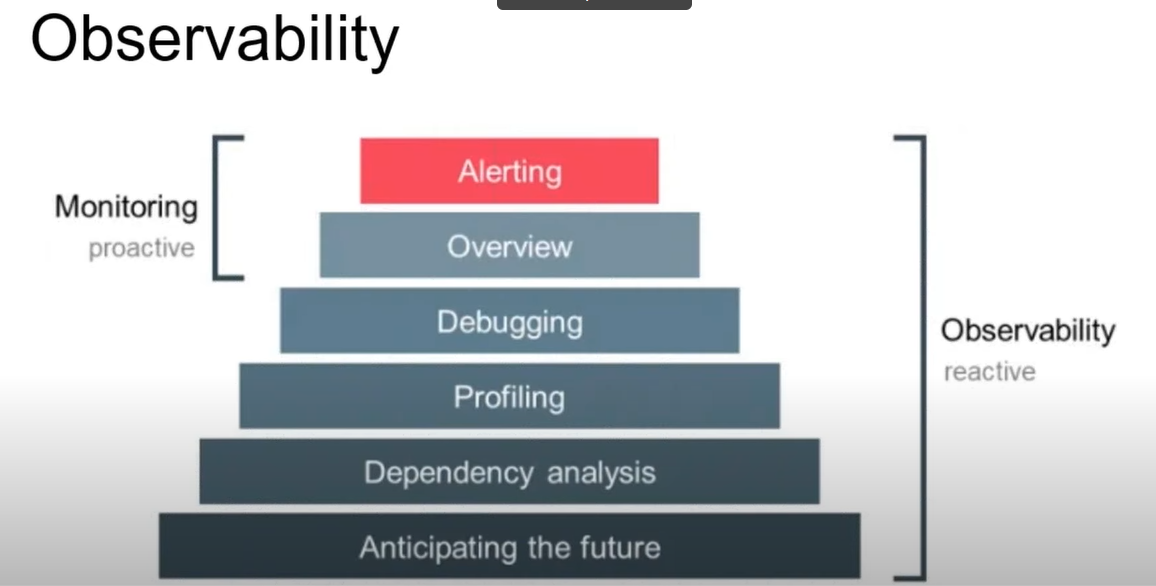 Observability
Alerting
Monitoring
proactive
Overview
Debugging
Observability
reactive
Profiling
Dependency analysis
Anticipating the future